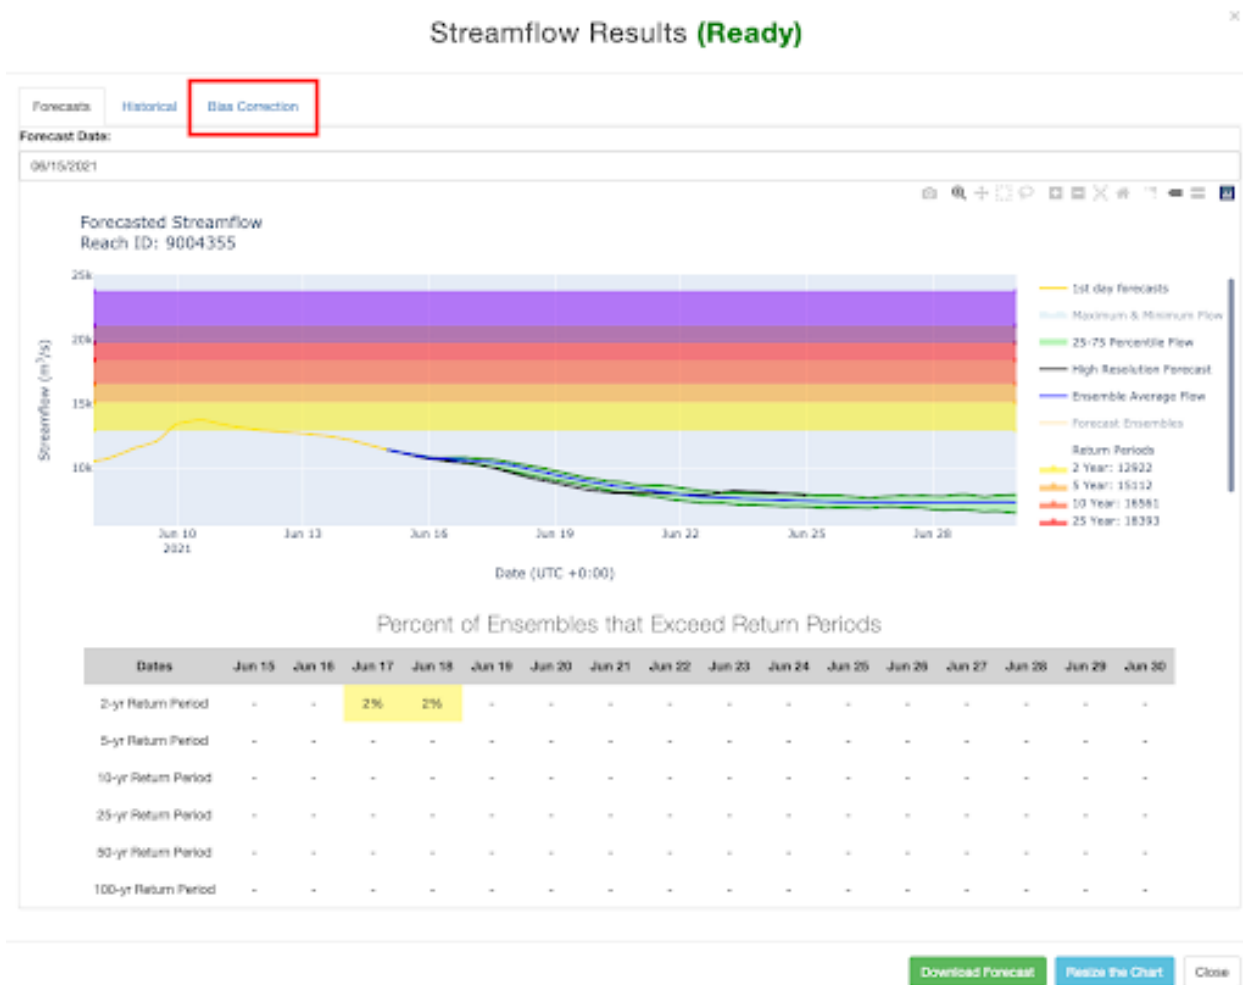 Streamflow Results (Ready)
×
Forecasts Historical Bias Correction
Forecast Date:
06/15/2021
Forecasted Streamflow
Reach ID: 9004355
25k
20k
15k
10k
Streamflow (m³/s)
Jun 10 Jun 13 Jun 16 Jun 19 Jun 22 Jun 25 Jun 28
2021
Date (UTC +0:00)
1st day forecasts
Maximum & Minimum Flow
25-75 Percentile Flow
High Resolution Forecast
Ensemble Average Flow
Forecast Ensembles
Return Periods
2 Year: 12922
5 Year: 15112
10 Year: 16561
25 Year: 18393
Percent of Ensembles that Exceed Return Periods
Dates Jun 15 Jun 16 Jun 17 Jun 18 Jun 19 Jun 20 Jun 21 Jun 22 Jun 23 Jun 24 Jun 25 Jun 26 Jun 27 Jun 28 Jun 29 Jun 30
2-yr Return Period - - 2% 2% - - - - - - - - - - - -
5-yr Return Period - - - - - - - - - - - - - - - -
10-yr Return Period - - - - - - - - - - - - - - - -
25-yr Return Period - - - - - - - - - - - - - - - -
50-yr Return Period - - - - - - - - - - - - - - - -
100-yr Return Period - - - - - - - - - - - - - - - -
Download Forecast Resize the Chart Close